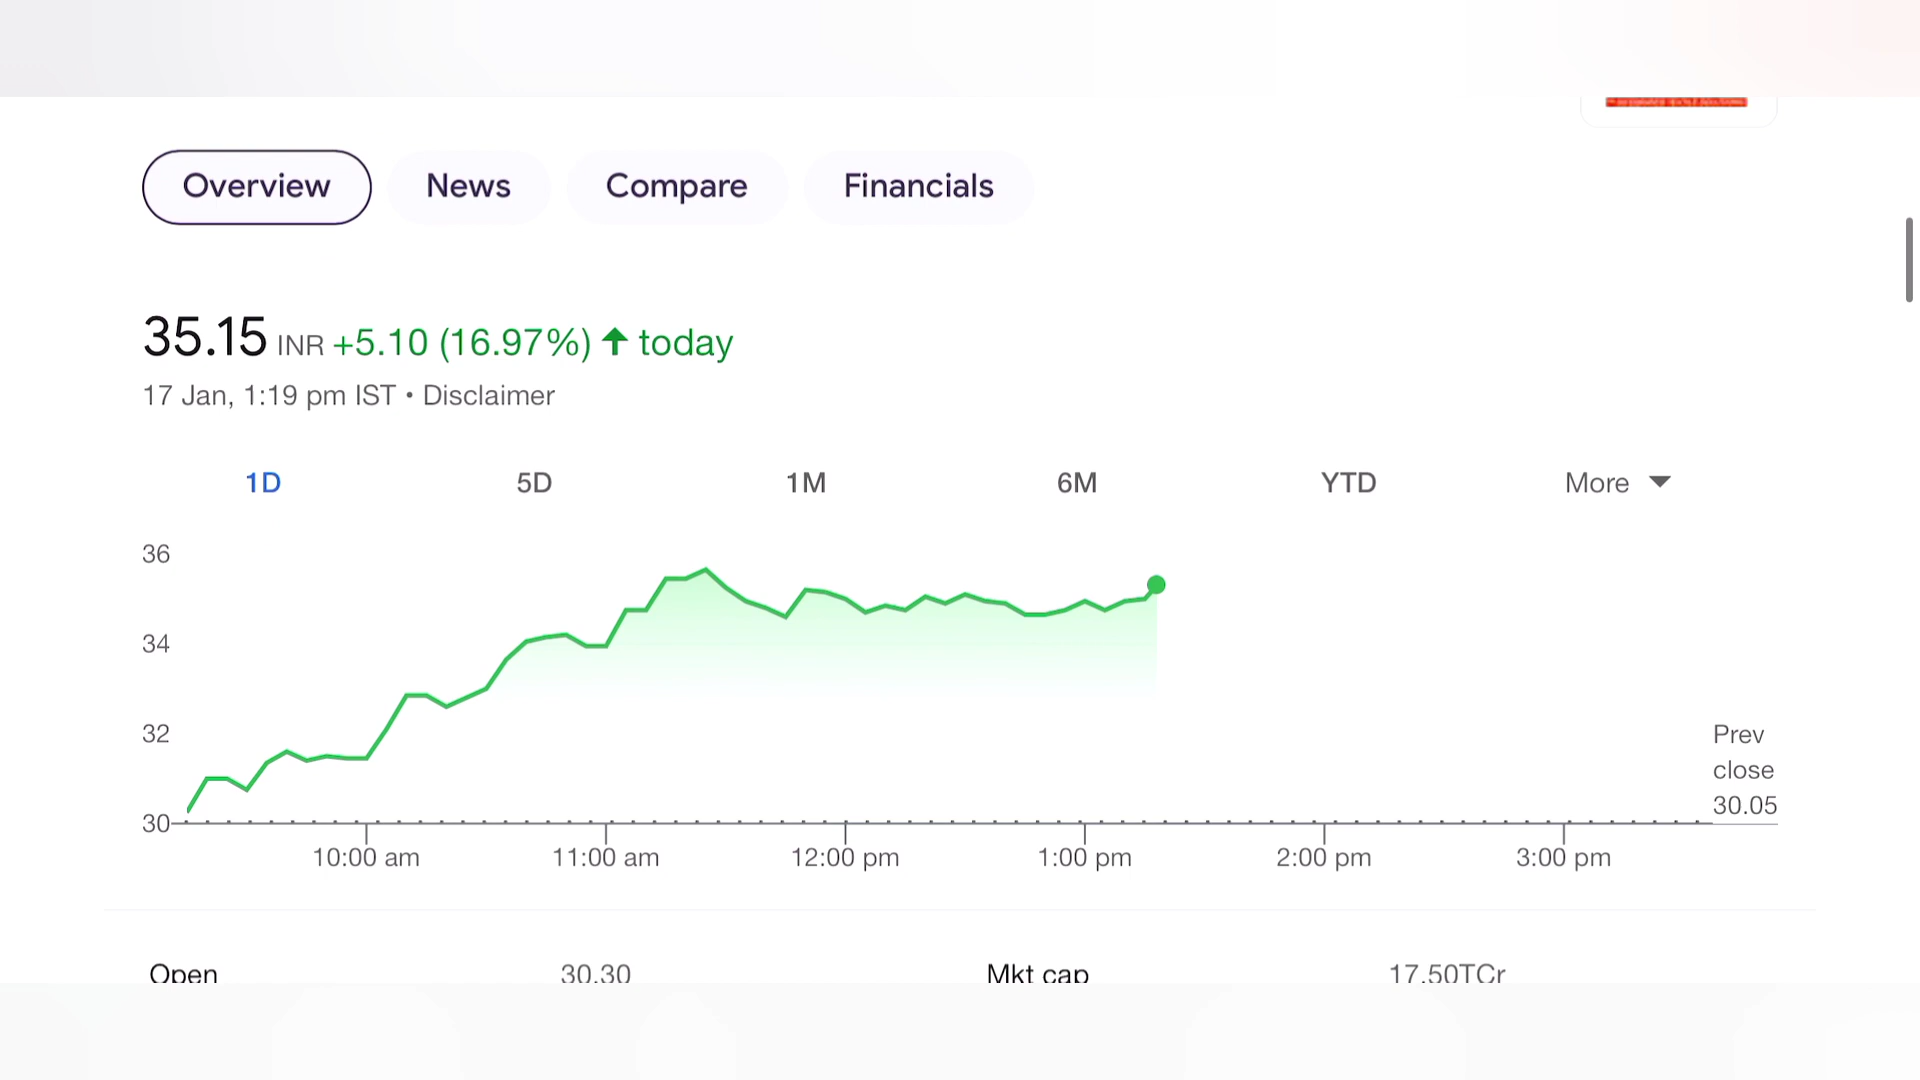 Overview News Compare Financials
35.15 INR +5.10 (16.97%) ↑ today
17 Jan, 1:19 pm IST • Disclaimer
1D 5D 1M 6M YTD More
36
34
32
30
Prev
close
30.05
10:00 am 11:00 am 12:00 pm 1:00 pm 2:00 pm 3:00 pm
Open 30.30 Mkt cap 17.50TCr